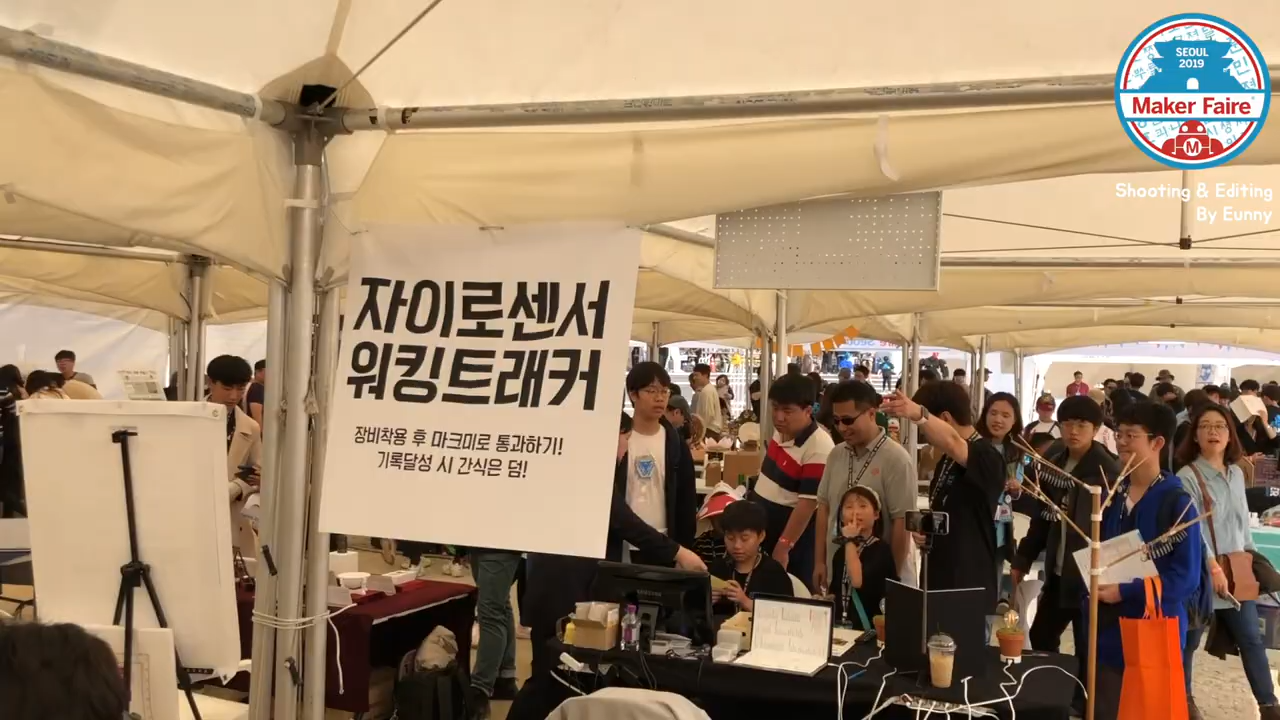 자이로센서
워킹트래커
장비착용 후 마크미로 통과하기!
기록달성 시 간식은 덤!
SEOUL
2019
Maker Faire
M
Shooting & Editing
By Eunny